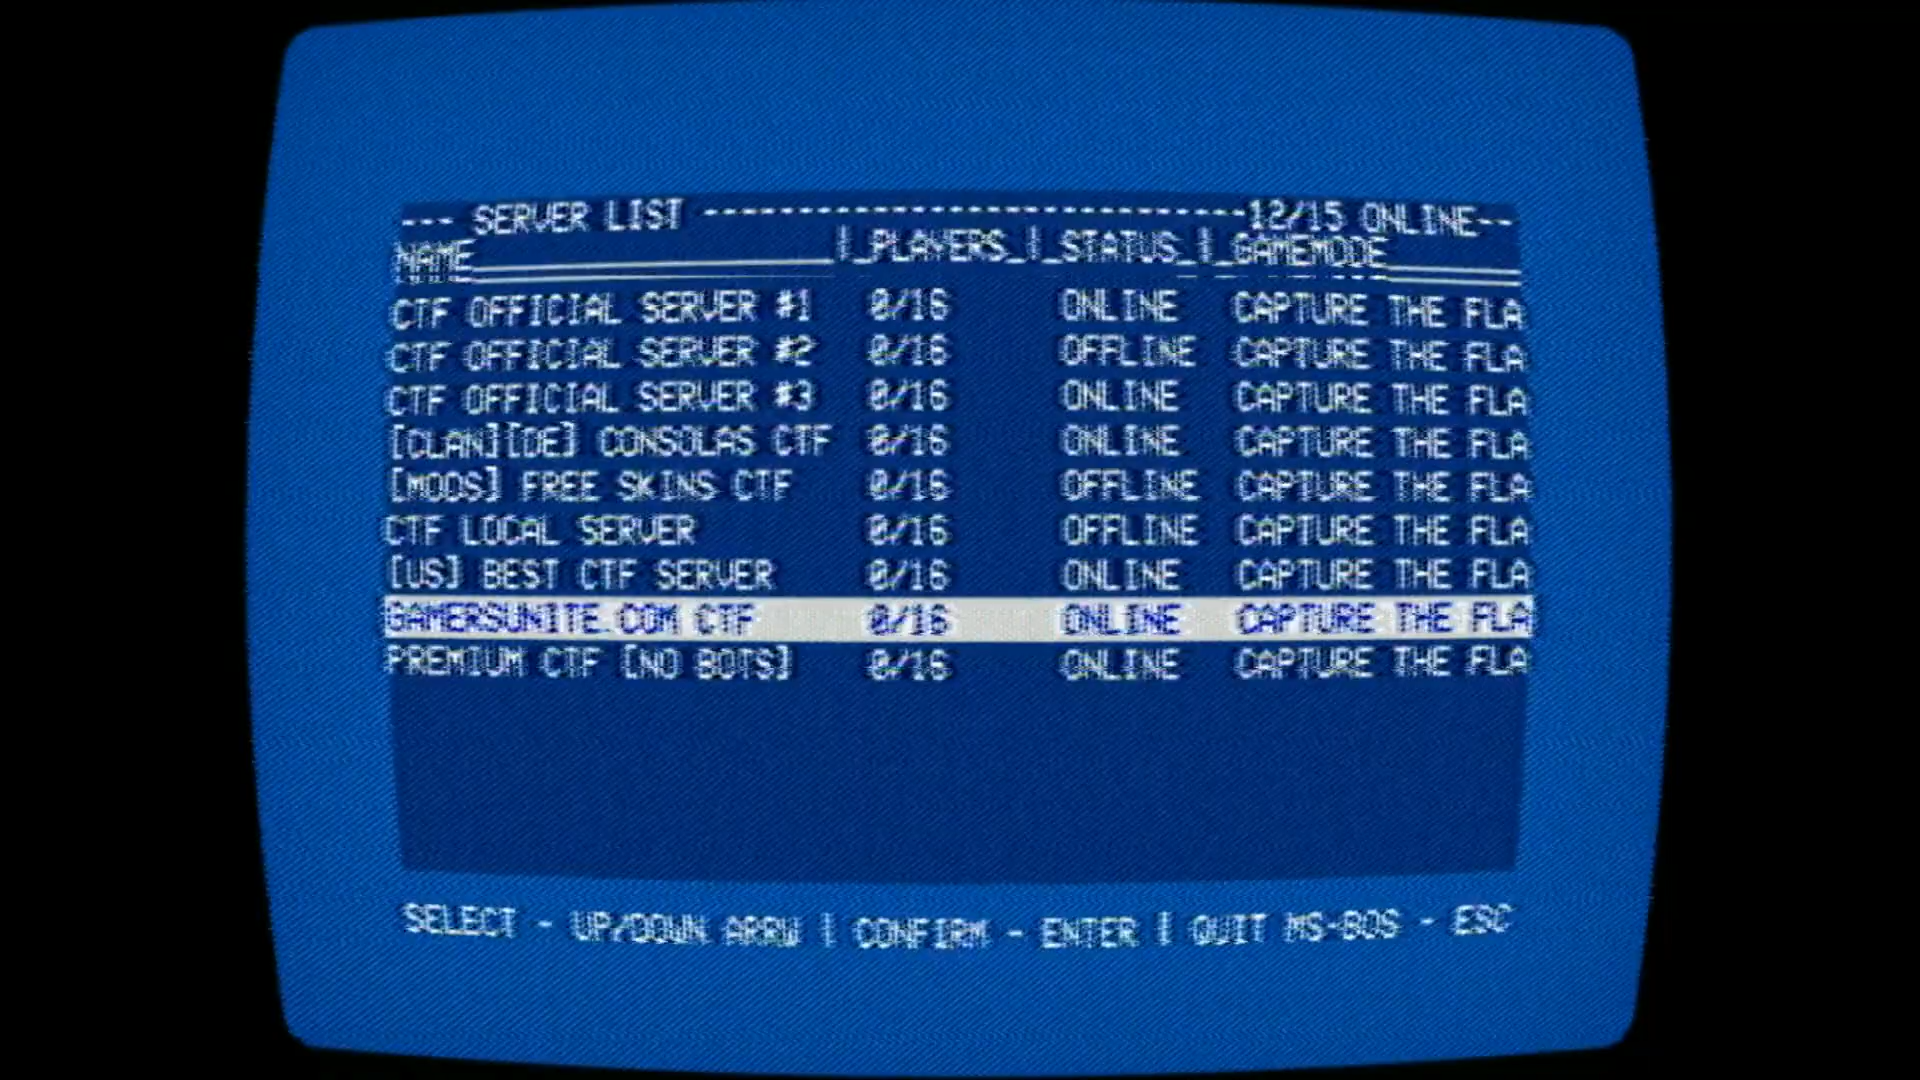 --- SERVER LIST ------------------------------------12/15 ONLINE--
NAME_______________________|_PLAYERS_|_STATUS_|_GAMEMODE________
CTF OFFICIAL SERVER #1 0/16 ONLINE CAPTURE THE FLA
CTF OFFICIAL SERVER #2 0/16 OFFLINE CAPTURE THE FLA
CTF OFFICIAL SERVER #3 0/16 ONLINE CAPTURE THE FLA
[CLAN][DE] CONSOLAS CTF 0/16 ONLINE CAPTURE THE FLA
[MODS] FREE SKINS CTF 0/16 OFFLINE CAPTURE THE FLA
CTF LOCAL SERVER 0/16 OFFLINE CAPTURE THE FLA
[US] BEST CTF SERVER 0/16 ONLINE CAPTURE THE FLA
GAMERSUNITE.COM CTF 0/16 ONLINE CAPTURE THE FLA
PREMIUM CTF [NO BOTS] 0/16 ONLINE CAPTURE THE FLA
SELECT - UP/DOWN ARRW | CONFIRM - ENTER | QUIT MS-BOS - ESC